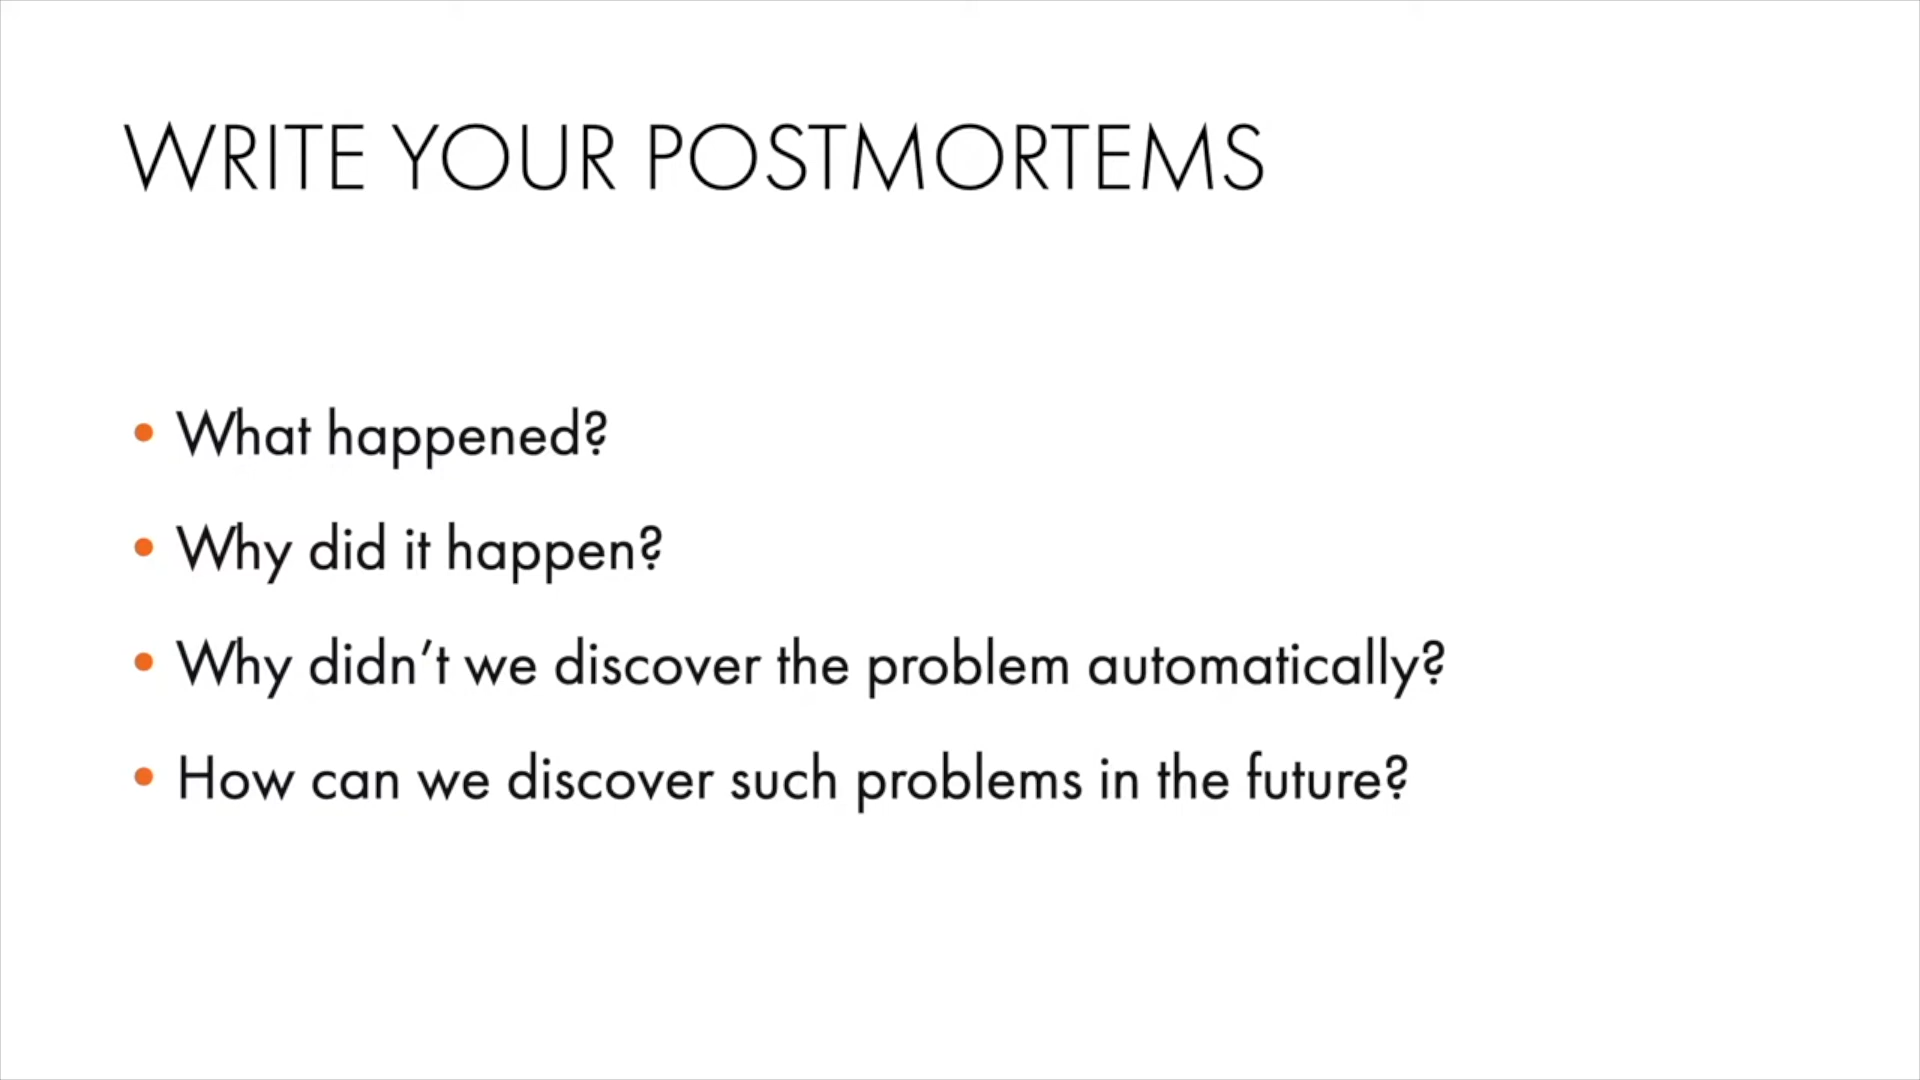 WRITE YOUR POSTMORTEMS
• What happened?
• Why did it happen?
• Why didn’t we discover the problem automatically?
• How can we discover such problems in the future?